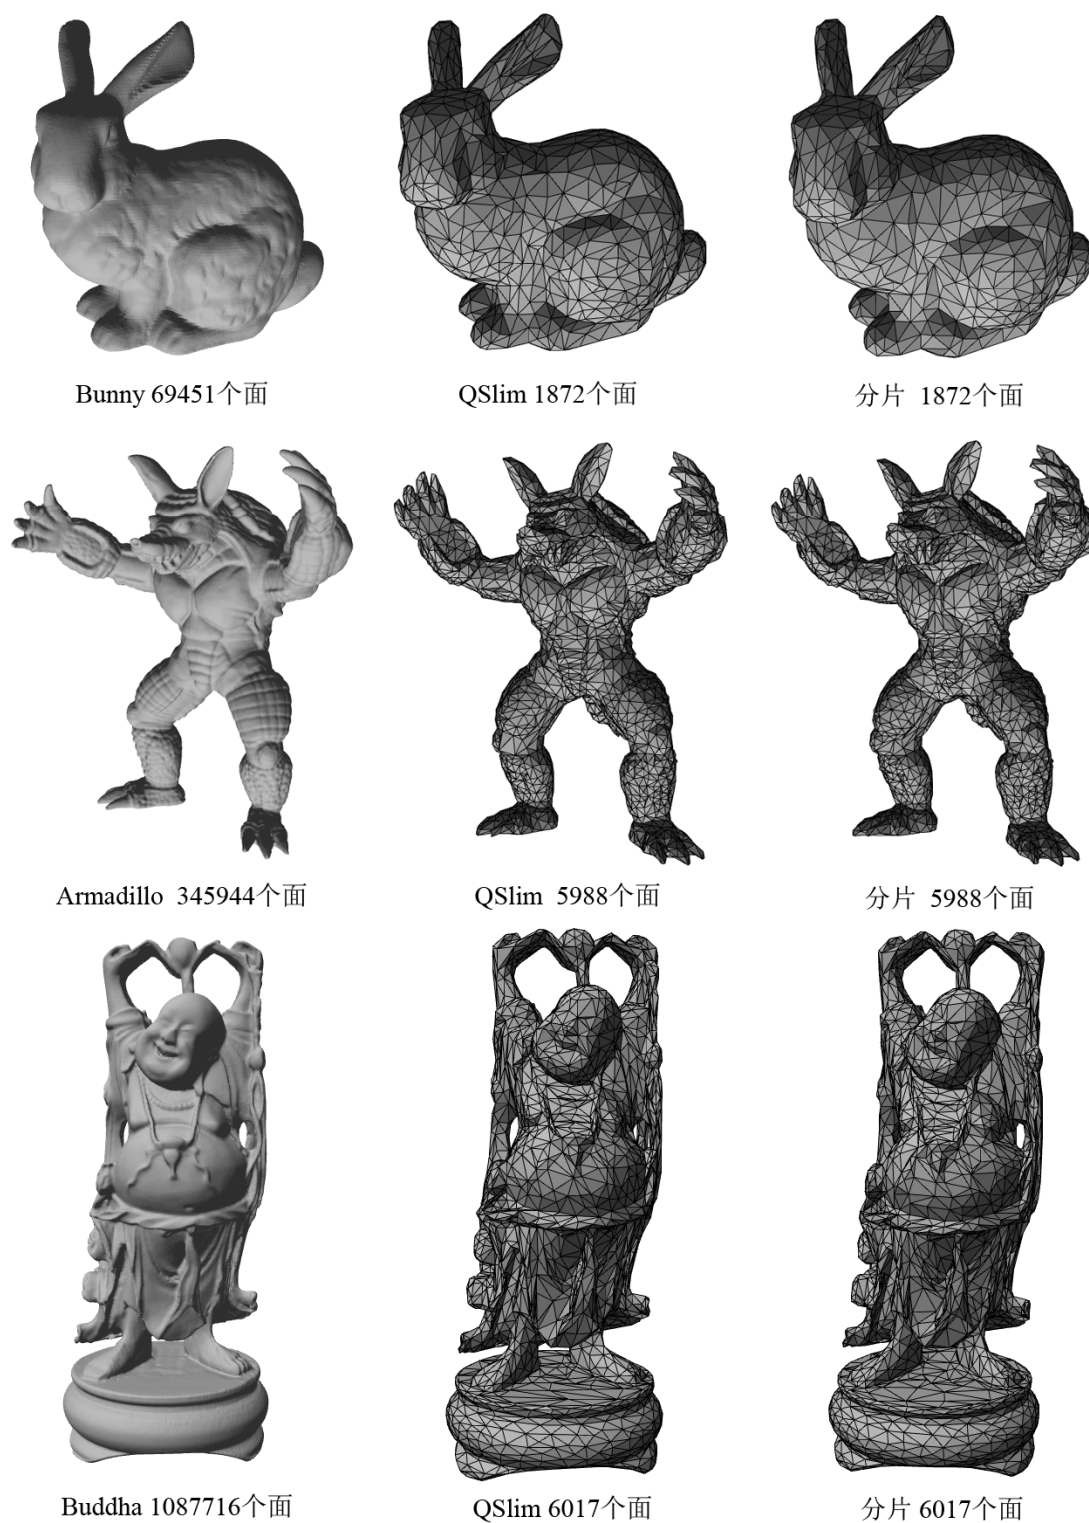 Bunny 69451个面
QSlim 1872个面
分片 1872个面
Armadillo 345944个面
QSlim 5988个面
分片 5988个面
Buddha 1087716个面
QSlim 6017个面
分片 6017个面